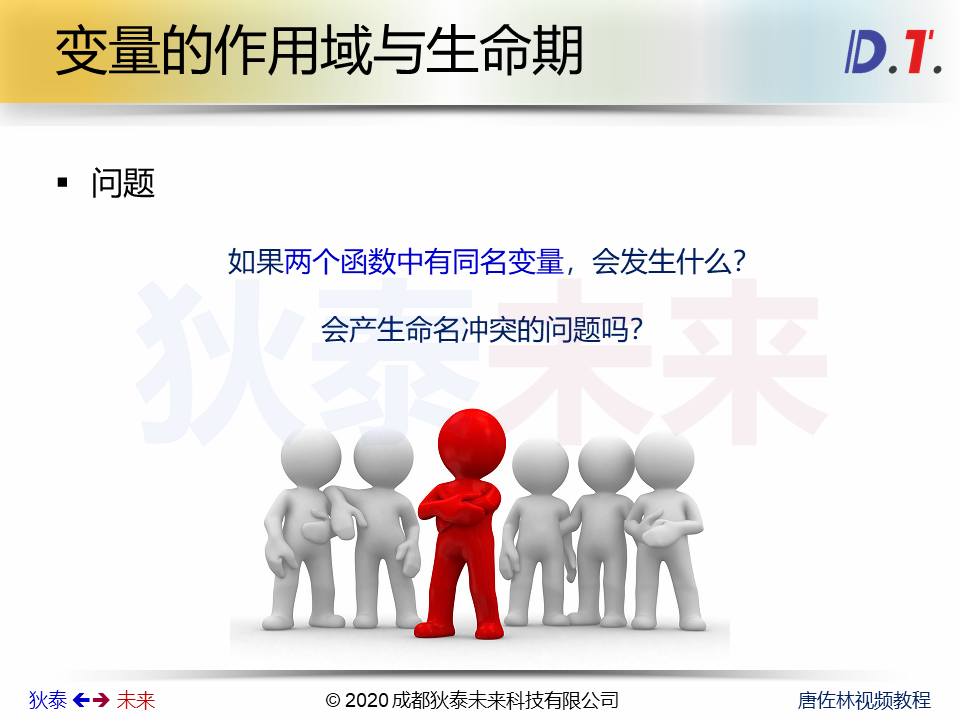 变量的作用域与生命期
D.T.
▪ 问题
如果两个函数中有同名变量，会发生什么？
会产生命名冲突的问题吗？
狄泰未来
狄泰 🡸🡺 未来
© 2020 成都狄泰未来科技有限公司
唐佐林视频教程